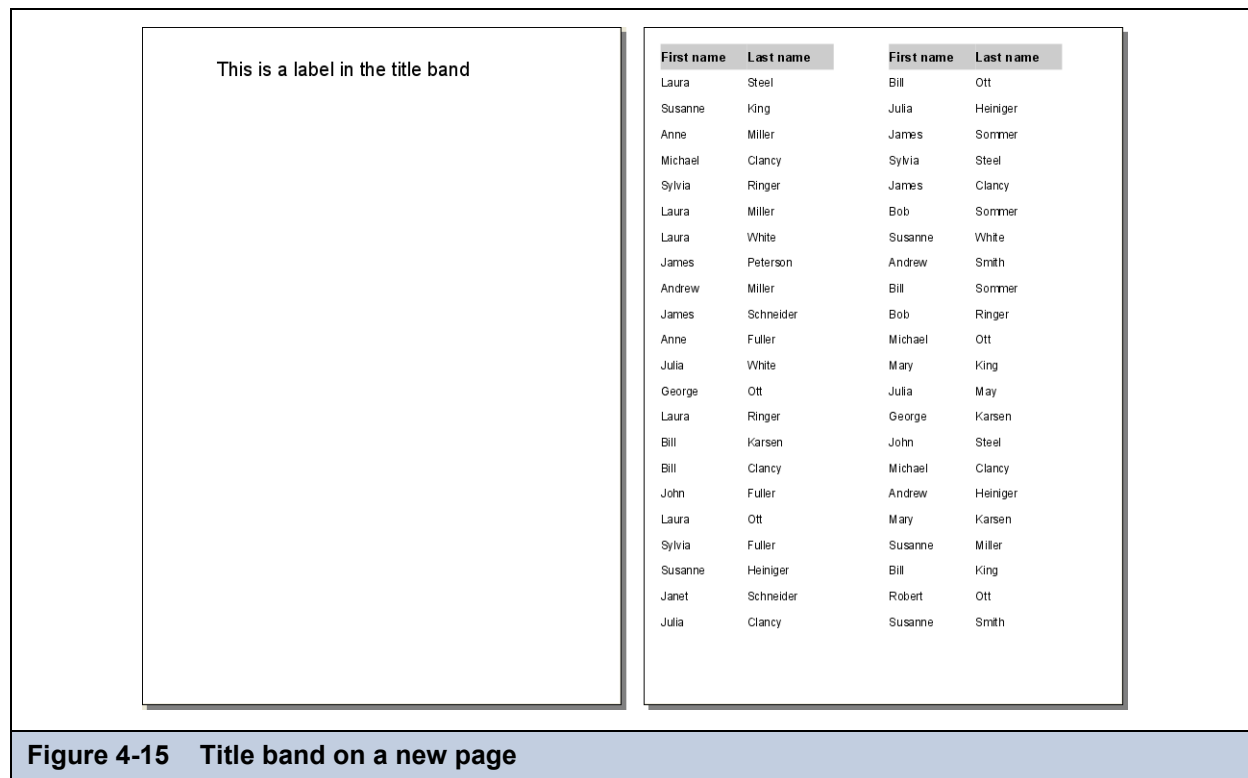 This is a label in the title band
First name Last name First name Last name
Laura Steel Bill Ott
Susanne King Julia Heiniger
Anne Miller James Sommer
Michael Clancy Sylvia Steel
Sylvia Ringer James Clancy
Laura Miller Bob Sommer
Laura White Susanne White
James Peterson Andrew Smith
Andrew Miller Bill Sommer
James Schneider Bob Ringer
Anne Fuller Michael Ott
Julia White Mary King
George Ott Julia May
Laura Ringer George Karsen
Bill Karsen John Steel
Bill Clancy Michael Clancy
John Fuller Andrew Heiniger
Laura Ott Mary Karsen
Sylvia Fuller Susanne Miller
Susanne Heiniger Bill King
Janet Schneider Robert Ott
Julia Clancy Susanne Smith
Figure 4-15 Title band on a new page